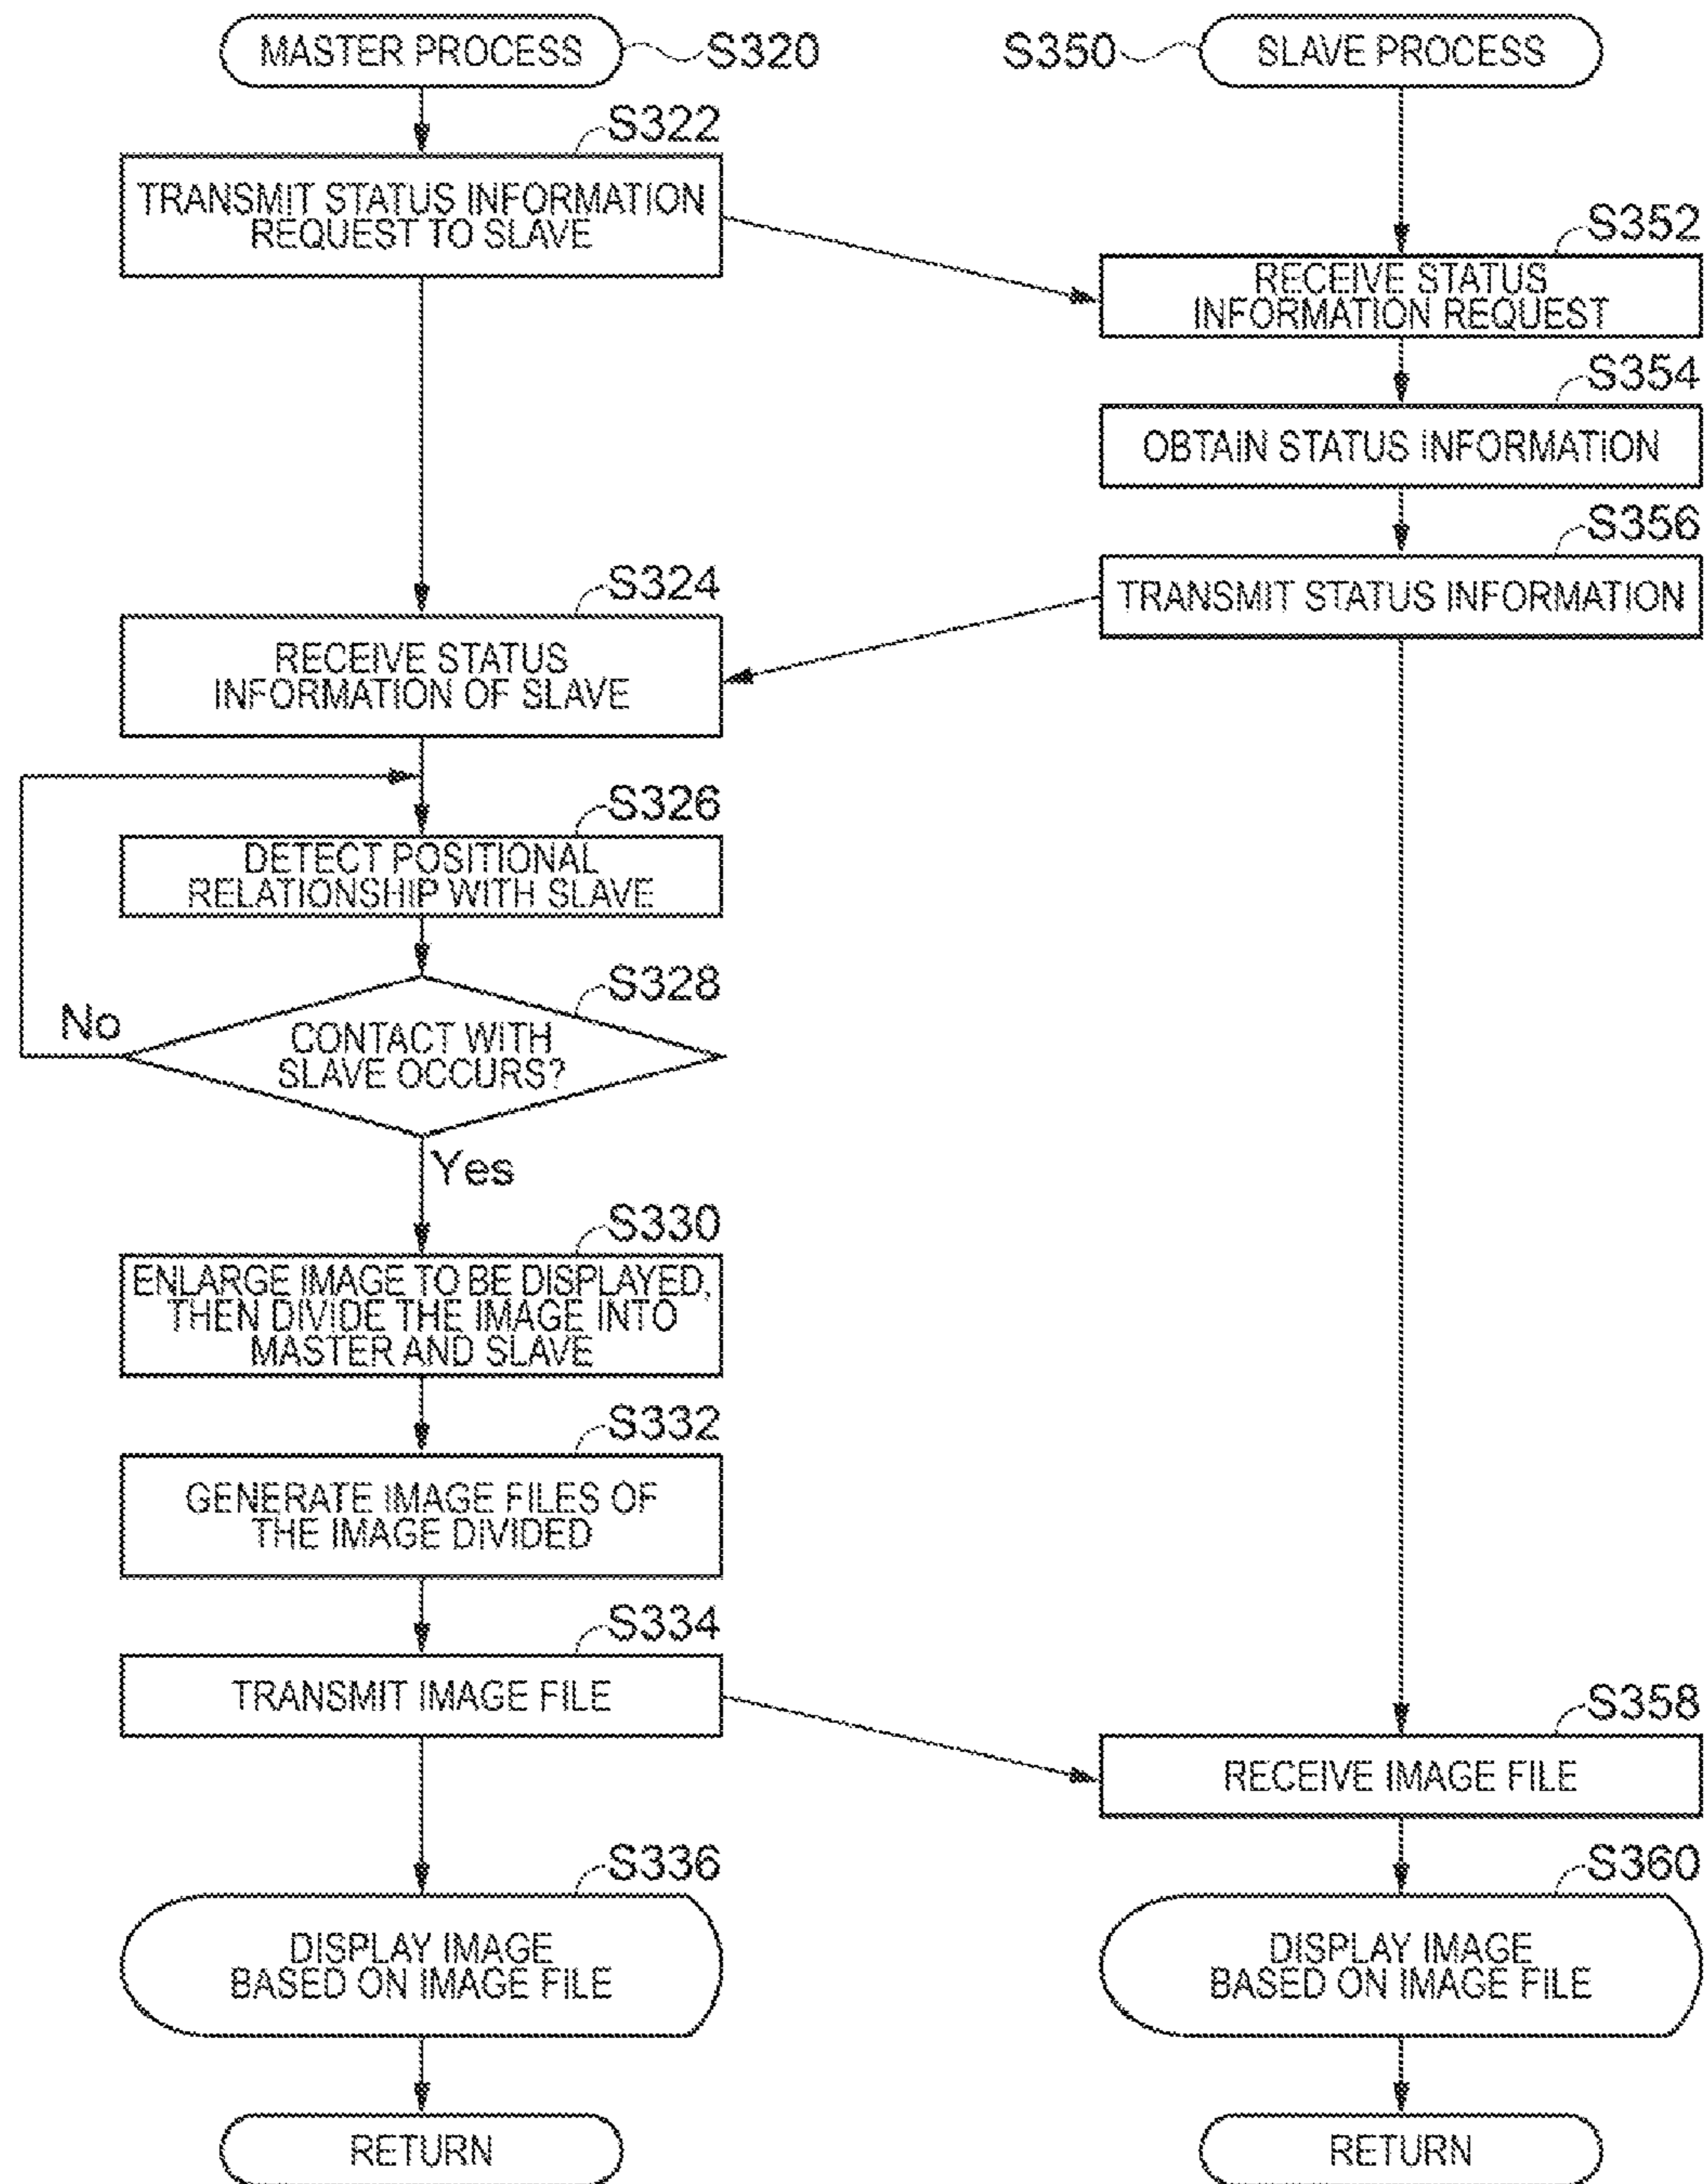 MASTER PROCESS
S320
S322
TRANSMIT STATUS INFORMATION
REQUEST TO SLAVE
S324
RECEIVE STATUS
INFORMATION OF SLAVE
S326
DETECT POSITIONAL
RELATIONSHIP WITH SLAVE
S328
CONTACT WITH
SLAVE OCCURS?
No
Yes
S330
ENLARGE IMAGE TO BE DISPLAYED,
THEN DIVIDE THE IMAGE INTO
MASTER AND SLAVE
S332
GENERATE IMAGE FILES OF
THE IMAGE DIVIDED
S334
TRANSMIT IMAGE FILE
S336
DISPLAY IMAGE
BASED ON IMAGE FILE
RETURN
S350
SLAVE PROCESS
S352
RECEIVE STATUS
INFORMATION REQUEST
S354
OBTAIN STATUS INFORMATION
S356
TRANSMIT STATUS INFORMATION
S358
RECEIVE IMAGE FILE
S360
DISPLAY IMAGE
BASED ON IMAGE FILE
RETURN